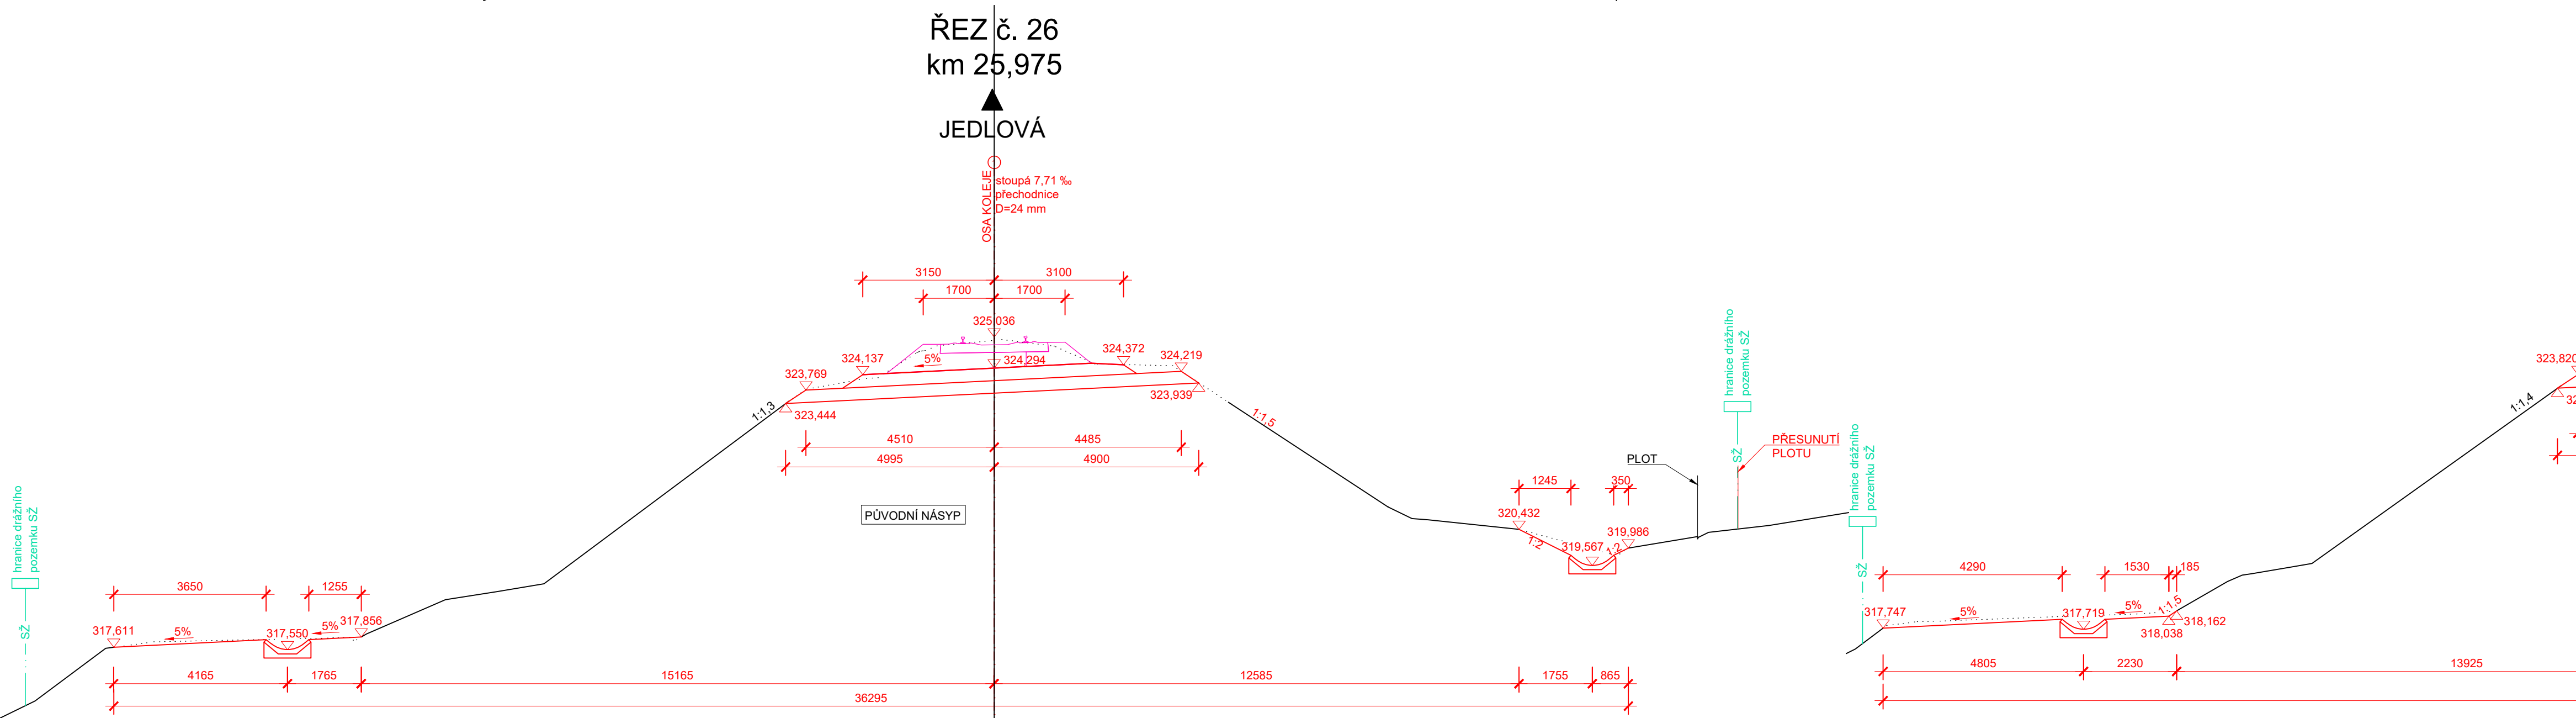 ŘEZ č. 26
km 25,975
JEDLOVÁ
OSA KOLEJE
stoupá 7,71 ‰
přechodnice
D=24 mm
3150
3100
1700
1700
325,036
324,137
5%
324,294
324,372
324,219
323,769
323,444
323,939
1:1,3
1:1,5
4510
4485
4995
4900
PŮVODNÍ NÁSYP
hranice drážního
pozemku SŽ
SŽ
3650
1255
317,611
5%
317,550
5%
317,856
4165
1765
15165
12585
1755
865
36295
1245
350
320,432
319,986
1:2
319,567
1:2
PLOT
hranice drážního
pozemku SŽ
SŽ
PŘESUNUTÍ
PLOTU
hranice drážního
pozemku SŽ
SŽ
4290
1530
185
317,747
5%
317,719
5%
1:1,5
318,162
318,038
4805
2230
13925
1:1,4
323,820